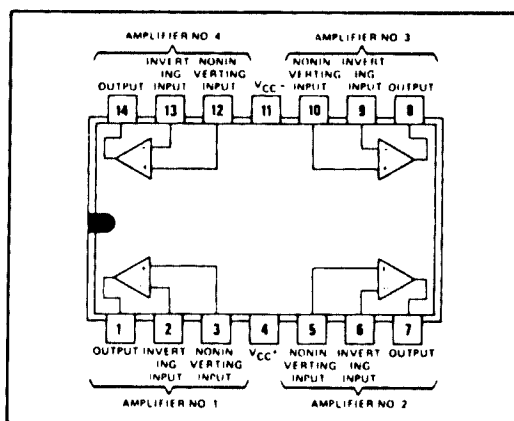 AMPLIFIER NO. 4 AMPLIFIER NO. 3
OUTPUT INVERT ING INPUT NONIN VERTING INPUT VCC - NONIN VERTING INPUT INVERT ING INPUT OUTPUT
14 13 12 11 10 9 8
- + + -
+ - + -
1 2 3 4 5 6 7
OUTPUT INVERT ING INPUT NONIN VERTING INPUT VCC+ NONIN VERTING INPUT INVERT ING INPUT OUTPUT
AMPLIFIER NO. 1 AMPLIFIER NO. 2